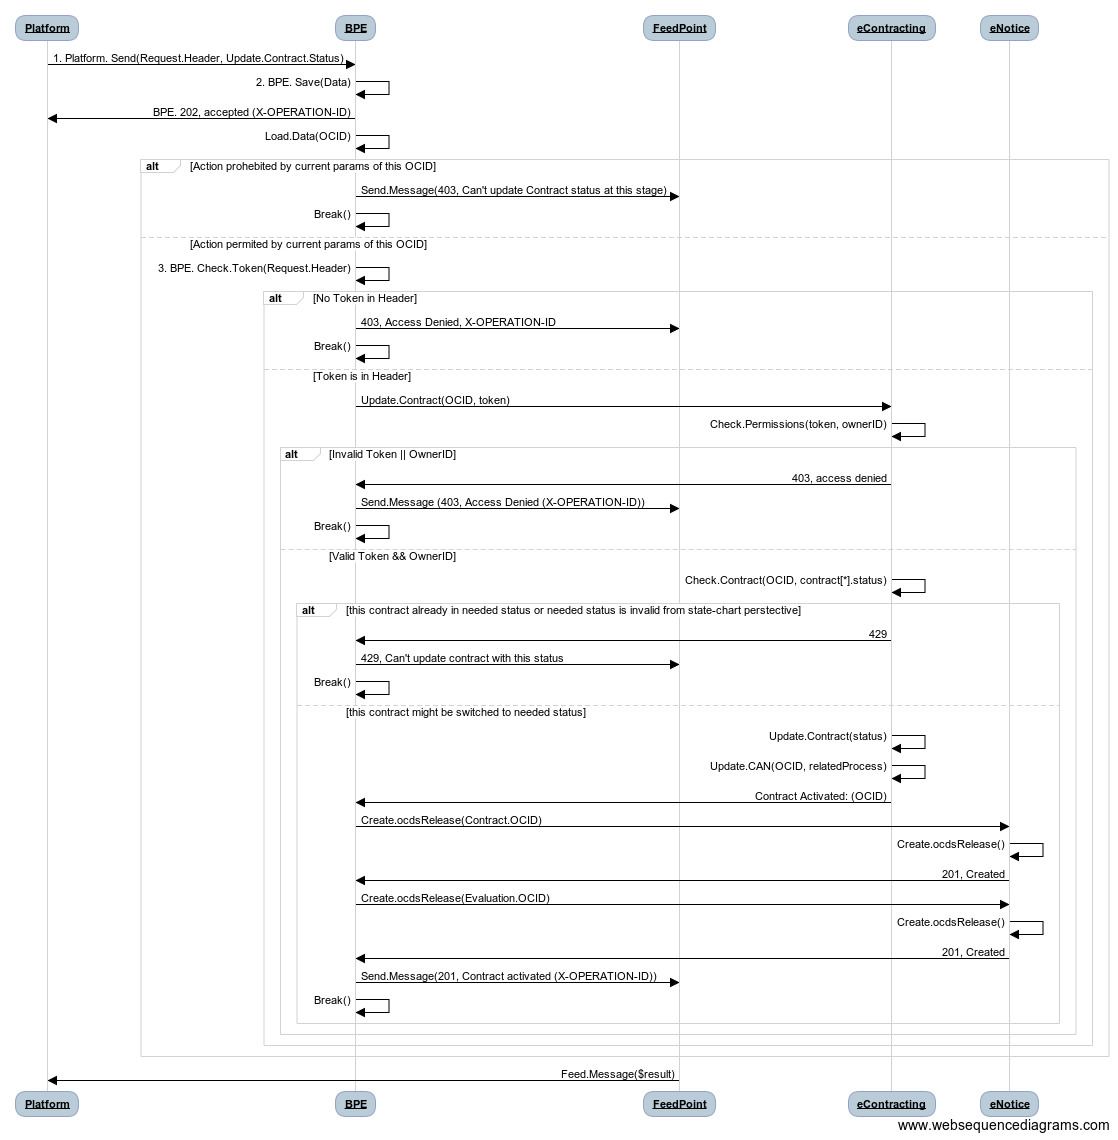 Platform BPE FeedPoint eContracting eNotice
1. Platform. Send(Request.Header, Update.Contract.Status)
2. BPE. Save(Data)
BPE. 202, accepted (X-OPERATION-ID)
Load.Data(OCID)
alt [Action prohebited by current params of this OCID]
Send.Message(403, Can't update Contract status at this stage)
Break()
[Action permited by current params of this OCID]
3. BPE. Check.Token(Request.Header)
alt [No Token in Header]
403, Access Denied, X-OPERATION-ID
Break()
[Token is in Header]
Update.Contract(OCID, token)
Check.Permissions(token, ownerID)
alt [Invalid Token || OwnerID]
403, access denied
Send.Message (403, Access Denied (X-OPERATION-ID))
Break()
[Valid Token && OwnerID]
Check.Contract(OCID, contract[*].status)
alt [this contract already in needed status or needed status is invalid from state-chart perstective]
429
429, Can't update contract with this status
Break()
[this contract might be switched to needed status]
Update.Contract(status)
Update.CAN(OCID, relatedProcess)
Contract Activated: (OCID)
Create.ocdsRelease(Contract.OCID)
Create.ocdsRelease()
201, Created
Create.ocdsRelease(Evaluation.OCID)
Create.ocdsRelease()
201, Created
Send.Message(201, Contract activated (X-OPERATION-ID))
Break()
Feed.Message($result)
Platform BPE FeedPoint eContracting eNotice
www.websequencediagrams.com